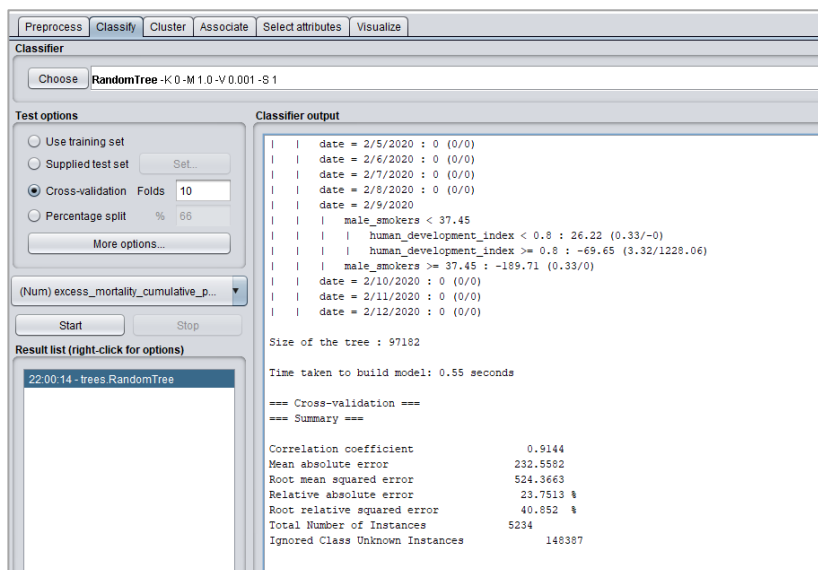 Preprocess Classify Cluster Associate Select attributes Visualize
Classifier
Choose RandomTree -K 0 -M 1.0 -V 0.001 -S 1
Test options
Use training set
Supplied test set Set...
Cross-validation Folds 10
Percentage split % 66
More options...
(Num) excess_mortality_cumulative_p...
Start Stop
Result list (right-click for options)
22:00:14 - trees.RandomTree
Classifier output
| | date = 2/5/2020 : 0 (0/0)
| | date = 2/6/2020 : 0 (0/0)
| | date = 2/7/2020 : 0 (0/0)
| | date = 2/8/2020 : 0 (0/0)
| | date = 2/9/2020
| | | male_smokers < 37.45
| | | | human_development_index < 0.8 : 26.22 (0.33/-0)
| | | | human_development_index >= 0.8 : -69.65 (3.32/1228.06)
| | | male_smokers >= 37.45 : -189.71 (0.33/0)
| | date = 2/10/2020 : 0 (0/0)
| | date = 2/11/2020 : 0 (0/0)
| | date = 2/12/2020 : 0 (0/0)
Size of the tree : 97182
Time taken to build model: 0.55 seconds
=== Cross-validation ===
=== Summary ===
Correlation coefficient 0.9144
Mean absolute error 232.5582
Root mean squared error 524.3663
Relative absolute error 23.7513 %
Root relative squared error 40.852 %
Total Number of Instances 5234
Ignored Class Unknown Instances 148387